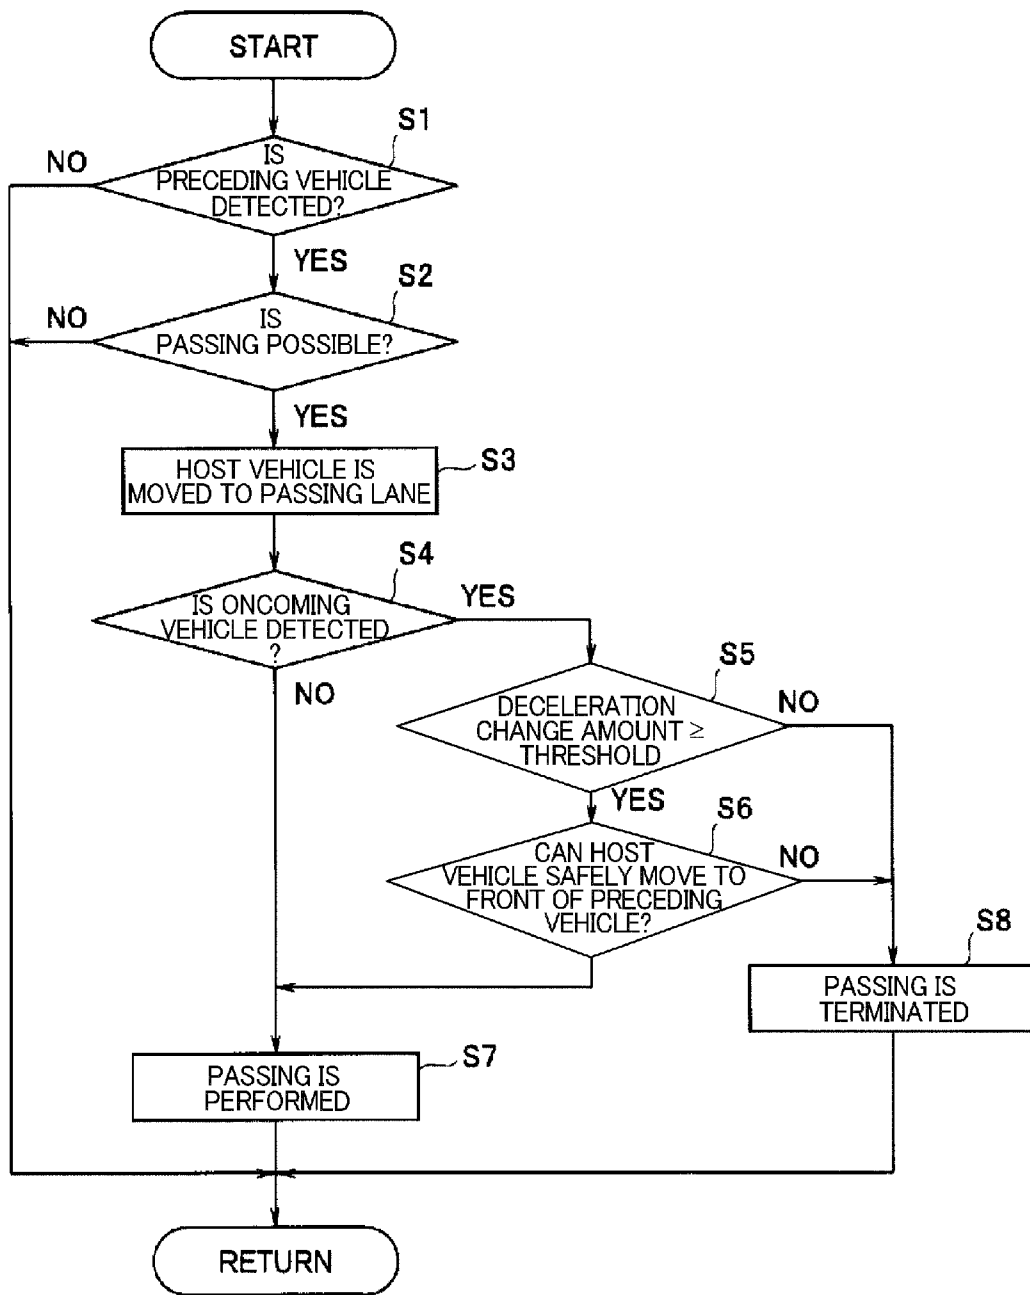 START
S1
NO
IS
PRECEDING VEHICLE
DETECTED?
YES
S2
NO
IS
PASSING POSSIBLE?
YES
S3
HOST VEHICLE IS
MOVED TO PASSING LANE
S4
IS ONCOMING
VEHICLE DETECTED
?
YES
NO
S5
DECELERATION
CHANGE AMOUNT ≥
THRESHOLD
NO
YES
S6
CAN HOST
VEHICLE SAFELY MOVE TO
FRONT OF PRECEDING
VEHICLE?
NO
S8
PASSING IS
TERMINATED
S7
PASSING IS
PERFORMED
RETURN